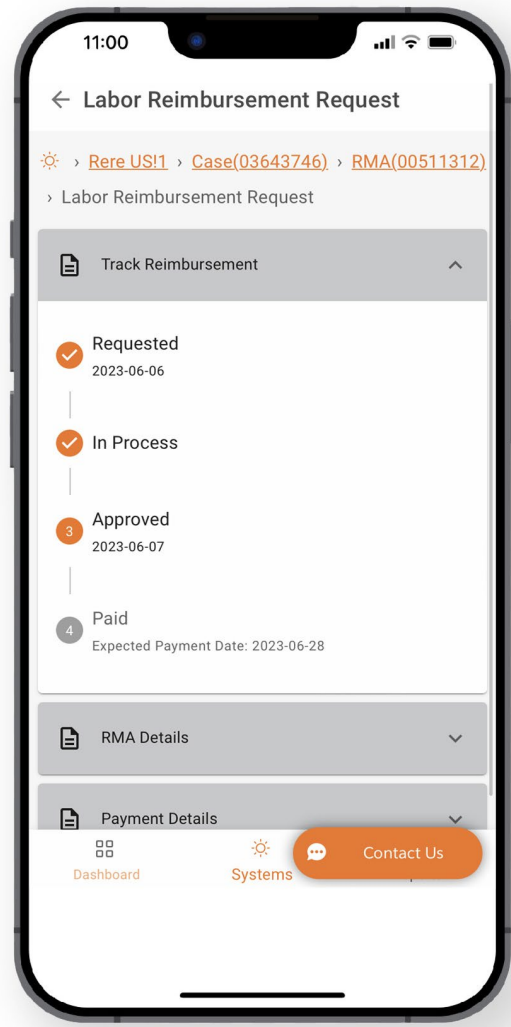 11:00
← Labor Reimbursement Request
› Rere US!1 › Case(03643746) › RMA(00511312)
› Labor Reimbursement Request
Track Reimbursement
Requested
2023-06-06
In Process
3 Approved
2023-06-07
4 Paid
Expected Payment Date: 2023-06-28
RMA Details
Payment Details
Contact Us
Dashboard
Systems